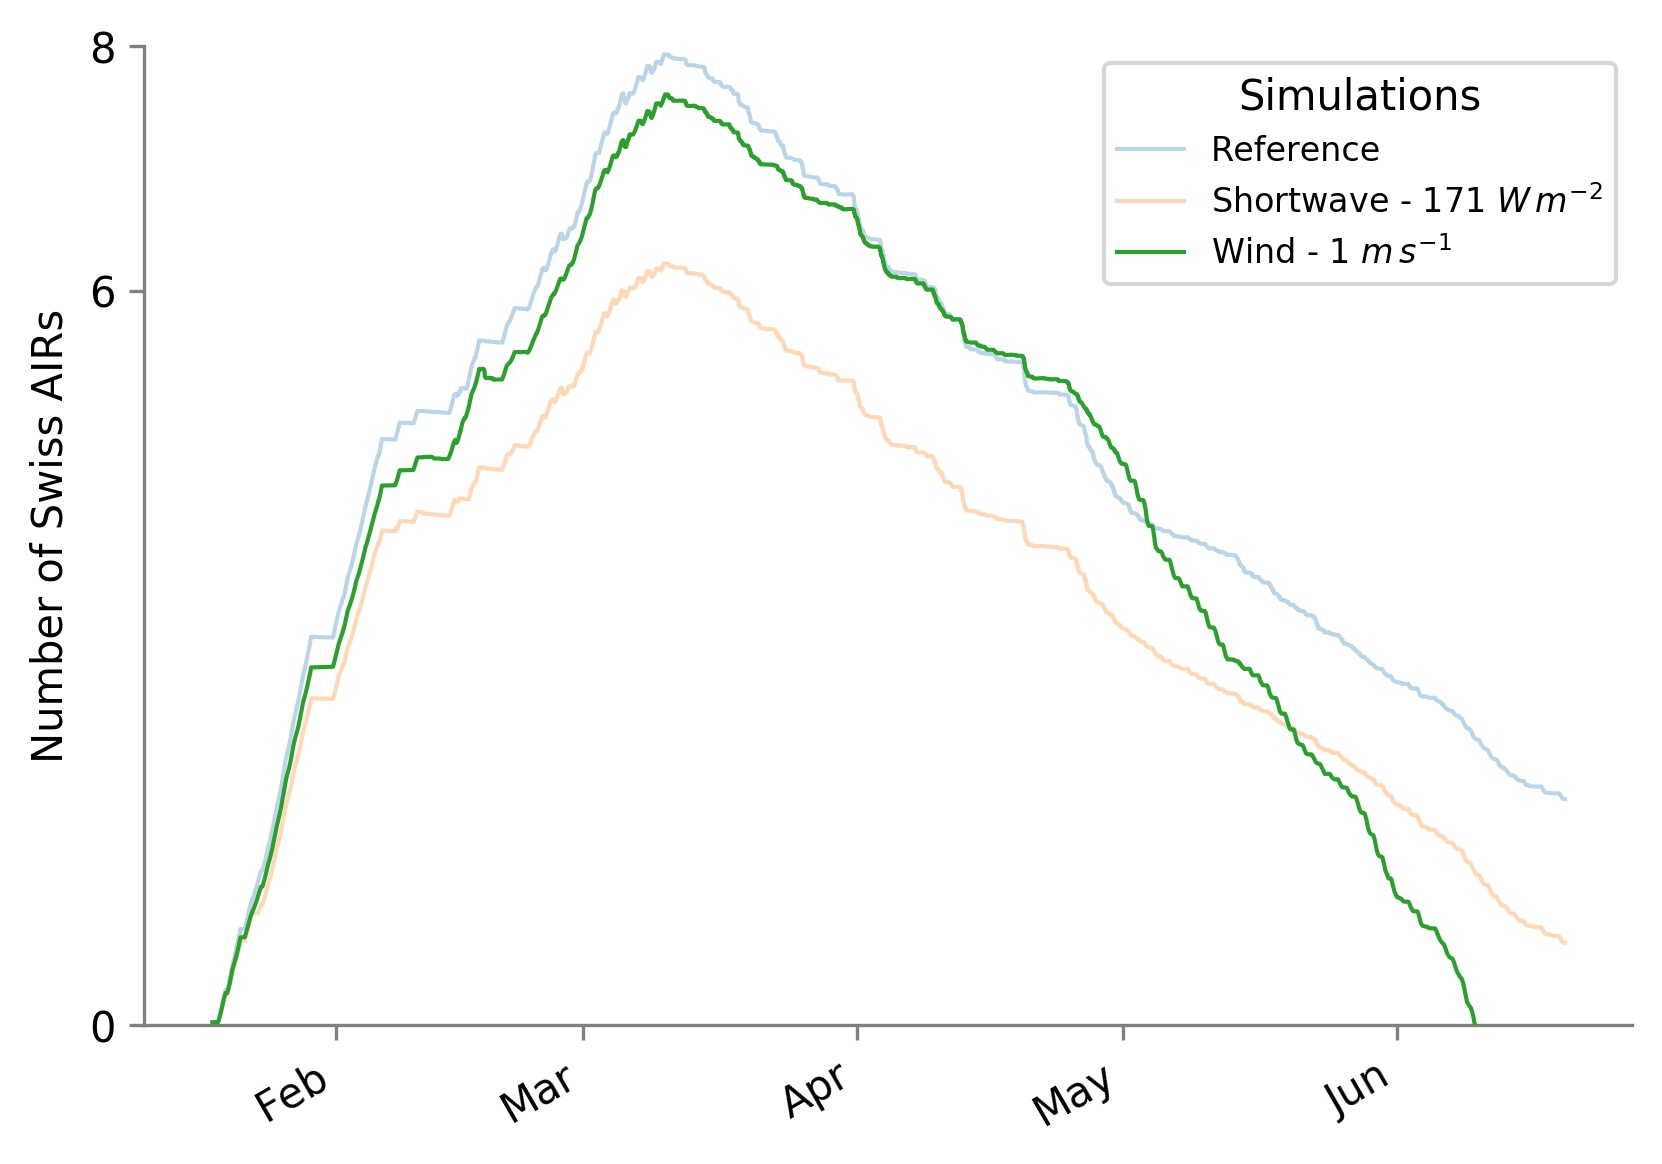 8
6
0
Number of Swiss AIRs
Simulations
Reference
Shortwave - 171 W m⁻²
Wind - 1 m s⁻¹
Feb
Mar
Apr
May
Jun